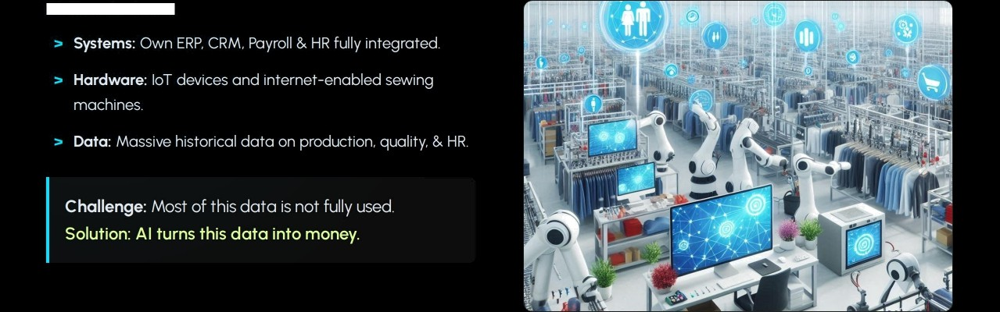 > Systems: Own ERP, CRM, Payroll & HR fully integrated.
> Hardware: IoT devices and internet-enabled sewing
machines.
> Data: Massive historical data on production, quality, & HR.
Challenge: Most of this data is not fully used.
Solution: AI turns this data into money.